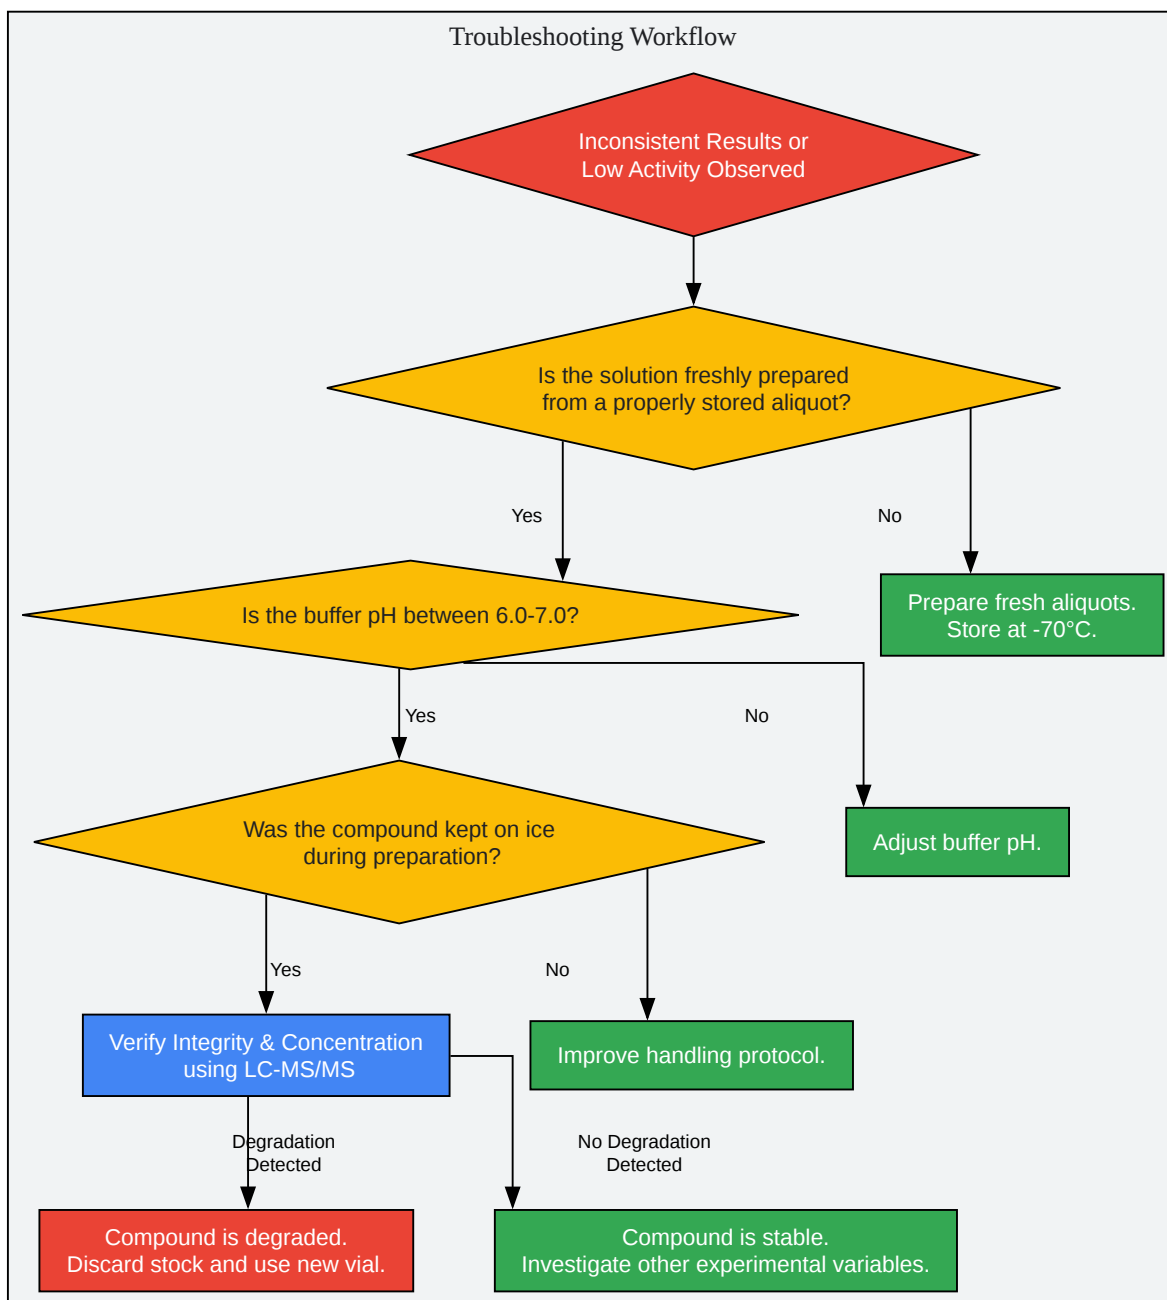 Troubleshooting Workflow
Inconsistent Results or
Low Activity Observed
Is the solution freshly prepared
from a properly stored aliquot?
Yes
No
Is the buffer pH between 6.0-7.0?
Prepare fresh aliquots.
Store at -70°C.
Yes
No
Was the compound kept on ice
during preparation?
Adjust buffer pH.
Yes
No
Verify Integrity & Concentration
using LC-MS/MS
Improve handling protocol.
Degradation
Detected
No Degradation
Detected
Compound is degraded.
Discard stock and use new vial.
Compound is stable.
Investigate other experimental variables.